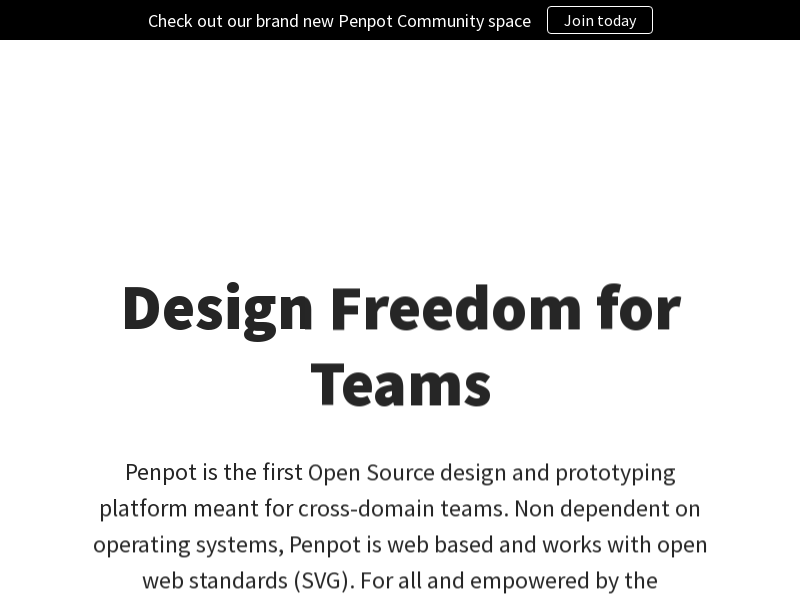 Check out our brand new Penpot Community space
Join today
Design Freedom for
Teams
Penpot is the first Open Source design and prototyping
platform meant for cross-domain teams. Non dependent on
operating systems, Penpot is web based and works with open
web standards (SVG). For all and empowered by the